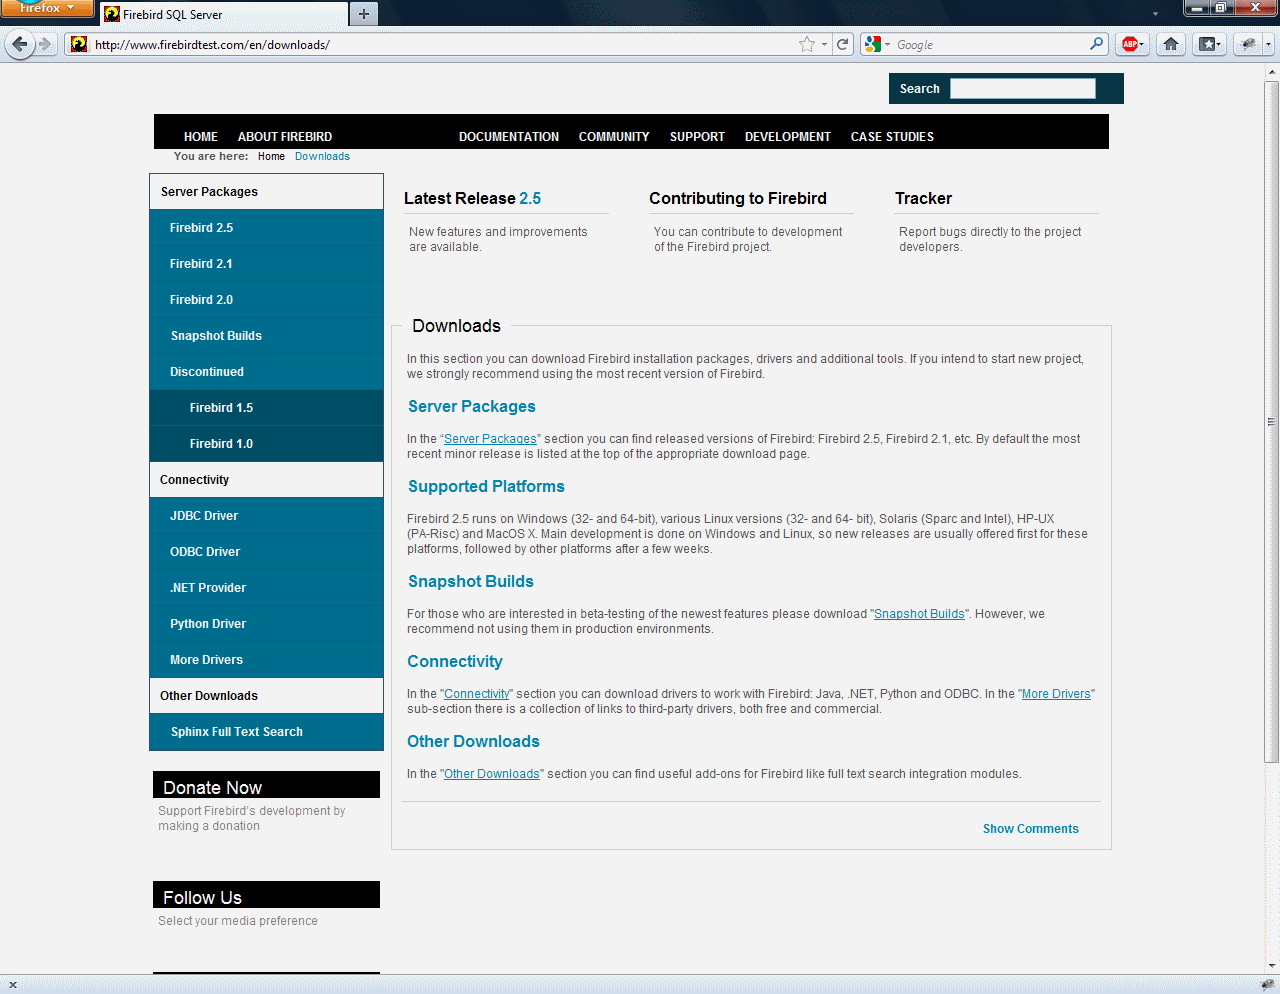 Firefox
Firebird SQL Server
http://www.firebirdtest.com/en/downloads/
Google
ABP
Search
HOME ABOUT FIREBIRD DOCUMENTATION COMMUNITY SUPPORT DEVELOPMENT CASE STUDIES
You are here: Home Downloads
Server Packages
Firebird 2.5
Firebird 2.1
Firebird 2.0
Snapshot Builds
Discontinued
Firebird 1.5
Firebird 1.0
Connectivity
JDBC Driver
ODBC Driver
.NET Provider
Python Driver
More Drivers
Other Downloads
Sphinx Full Text Search
Donate Now
Support Firebird's development by
making a donation
Follow Us
Select your media preference
Latest Release 2.5
New features and improvements
are available.
Contributing to Firebird
You can contribute to development
of the Firebird project.
Tracker
Report bugs directly to the project
developers.
Downloads
In this section you can download Firebird installation packages, drivers and additional tools. If you intend to start new project,
we strongly recommend using the most recent version of Firebird.
Server Packages
In the “Server Packages” section you can find released versions of Firebird: Firebird 2.5, Firebird 2.1, etc. By default the most
recent minor release is listed at the top of the appropriate download page.
Supported Platforms
Firebird 2.5 runs on Windows (32- and 64-bit), various Linux versions (32- and 64- bit), Solaris (Sparc and Intel), HP-UX
(PA-Risc) and MacOS X. Main development is done on Windows and Linux, so new releases are usually offered first for these
platforms, followed by other platforms after a few weeks.
Snapshot Builds
For those who are interested in beta-testing of the newest features please download "Snapshot Builds". However, we
recommend not using them in production environments.
Connectivity
In the "Connectivity" section you can download drivers to work with Firebird: Java, .NET, Python and ODBC. In the "More Drivers"
sub-section there is a collection of links to third-party drivers, both free and commercial.
Other Downloads
In the "Other Downloads" section you can find useful add-ons for Firebird like full text search integration modules.
Show Comments